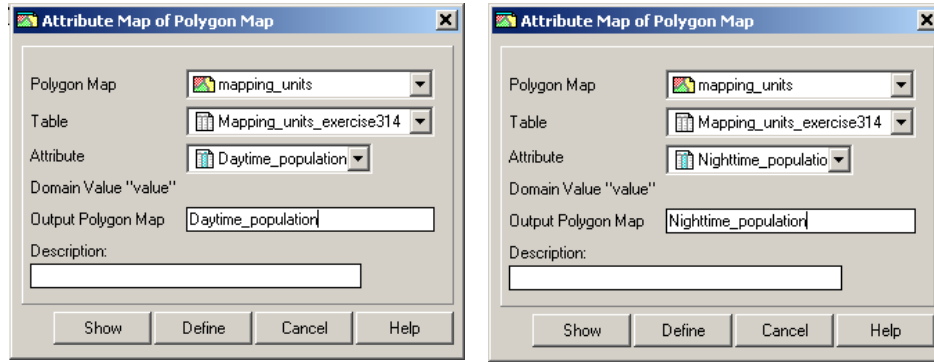 Attribute Map of Polygon Map
Polygon Map mapping_units
Table Mapping_units_exercise314
Attribute Daytime_population
Domain Value "value"
Output Polygon Map Daytime_population
Description:
Show Define Cancel Help
Attribute Map of Polygon Map
Polygon Map mapping_units
Table Mapping_units_exercise314
Attribute Nighttime_populatio
Domain Value "value"
Output Polygon Map Nighttime_population
Description:
Show Define Cancel Help